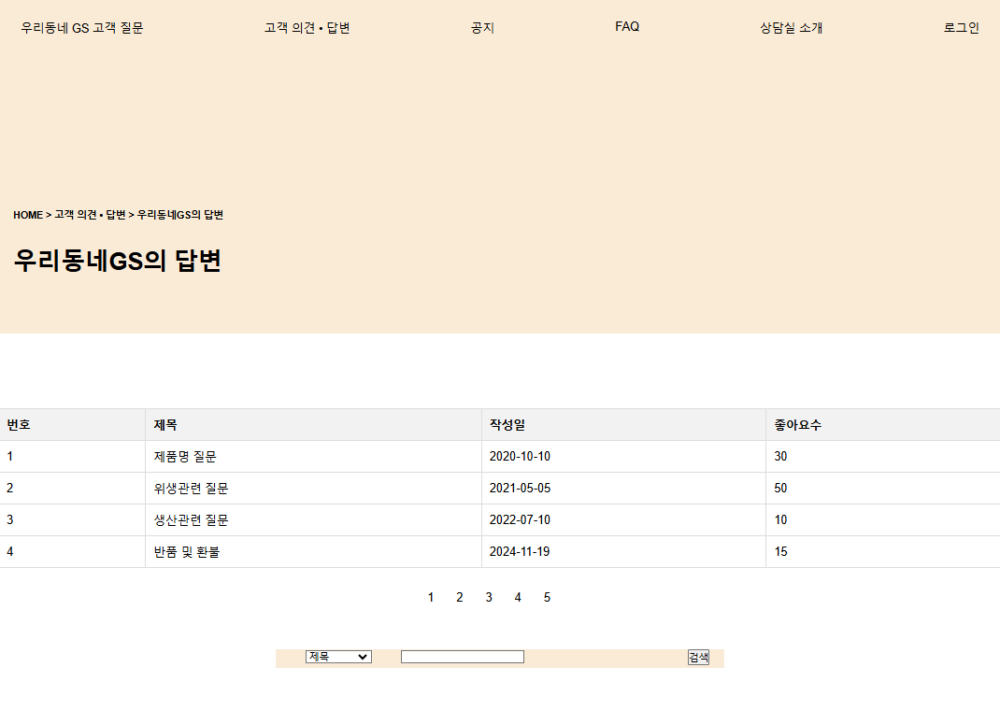 우리동네 GS 고객 질문 고객 의견 • 답변 공지 FAQ 상담실 소개 로그인
HOME > 고객 의견 • 답변 > 우리동네GS의 답변
우리동네GS의 답변
번호 제목 작성일 좋아요수
1 제품명 질문 2020-10-10 30
2 위생관련 질문 2021-05-05 50
3 생산관련 질문 2022-07-10 10
4 반품 및 환불 2024-11-19 15
1 2 3 4 5
제목 검색